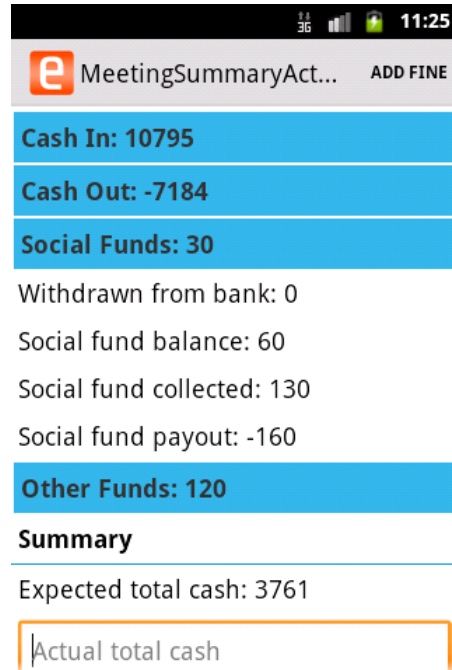 3G 11:25
e MeetingSummaryAct... ADD FINE
Cash In: 10795
Cash Out: -7184
Social Funds: 30
Withdrawn from bank: 0
Social fund balance: 60
Social fund collected: 130
Social fund payout: -160
Other Funds: 120
Summary
Expected total cash: 3761
Actual total cash